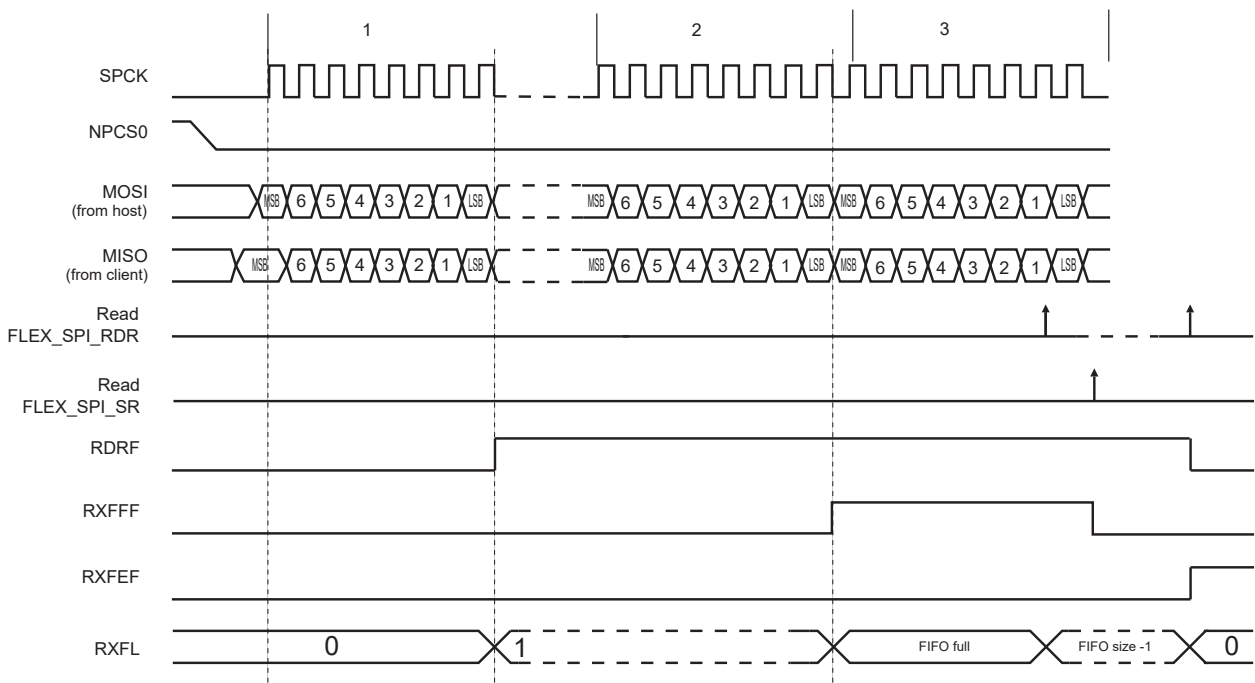 1 2 3
SPCK
NPCS0
MOSI MSB 6 5 4 3 2 1 LSB MSB 6 5 4 3 2 1 LSB MSB 6 5 4 3 2 1 LSB
(from host)
MISO MSB 6 5 4 3 2 1 LSB MSB 6 5 4 3 2 1 LSB MSB 6 5 4 3 2 1 LSB
(from client)
Read
FLEX_SPI_RDR
Read
FLEX_SPI_SR
RDRF
RXFFF
RXFEF
RXFL 0 1 FIFO full FIFO size -1 0